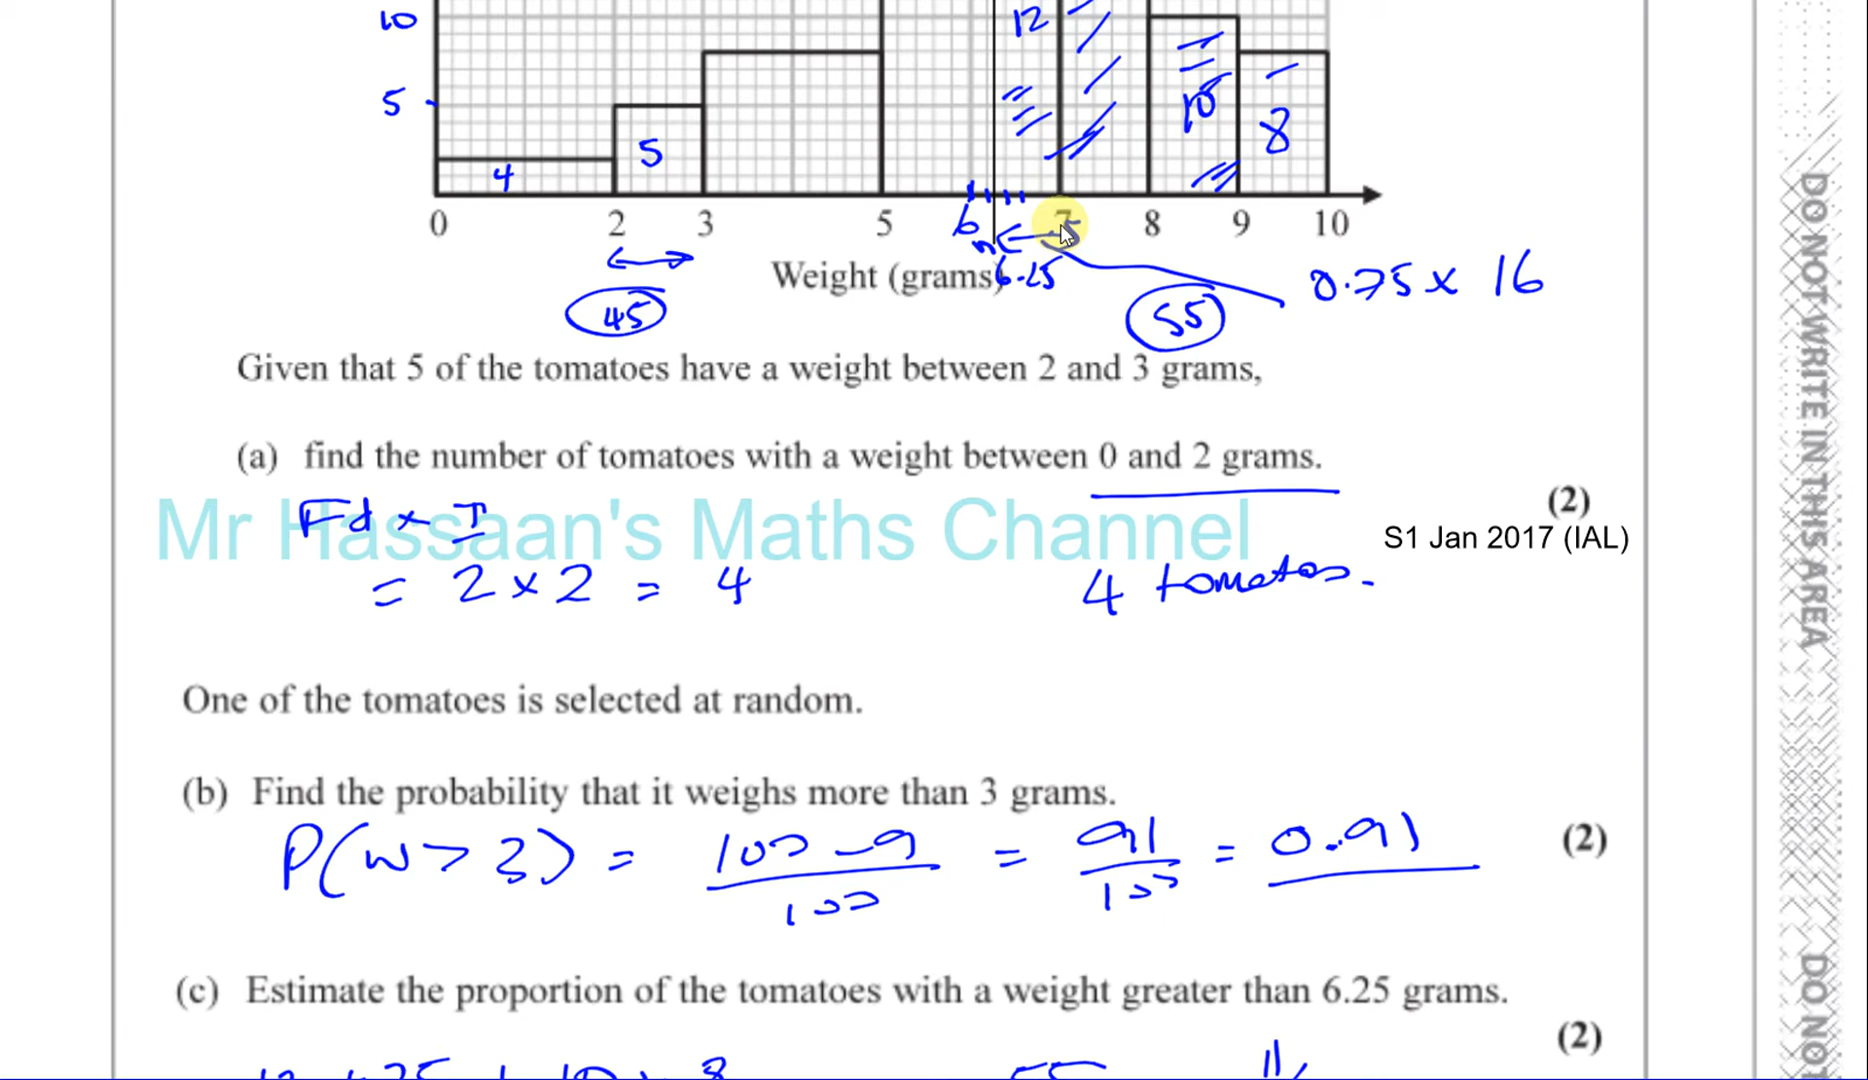 10
12
5
5
10
8
4
0 2 3 5 6 7 8 9 10
Weight (grams) 6.25
0.75 x 16
45
55
Given that 5 of the tomatoes have a weight between 2 and 3 grams,
(a) find the number of tomatoes with a weight between 0 and 2 grams.
(2)
Mr Hassaan's Maths Channel
Fd x I
S1 Jan 2017 (IAL)
= 2 x 2 = 4
4 tomatos.
One of the tomatoes is selected at random.
(b) Find the probability that it weighs more than 3 grams.
(2)
P(w > 3) = 100 - 9 / 100 = 91 / 100 = 0.91
(c) Estimate the proportion of the tomatoes with a weight greater than 6.25 grams.
(2)
DO NOT WRITE IN THIS AREA
DO NO